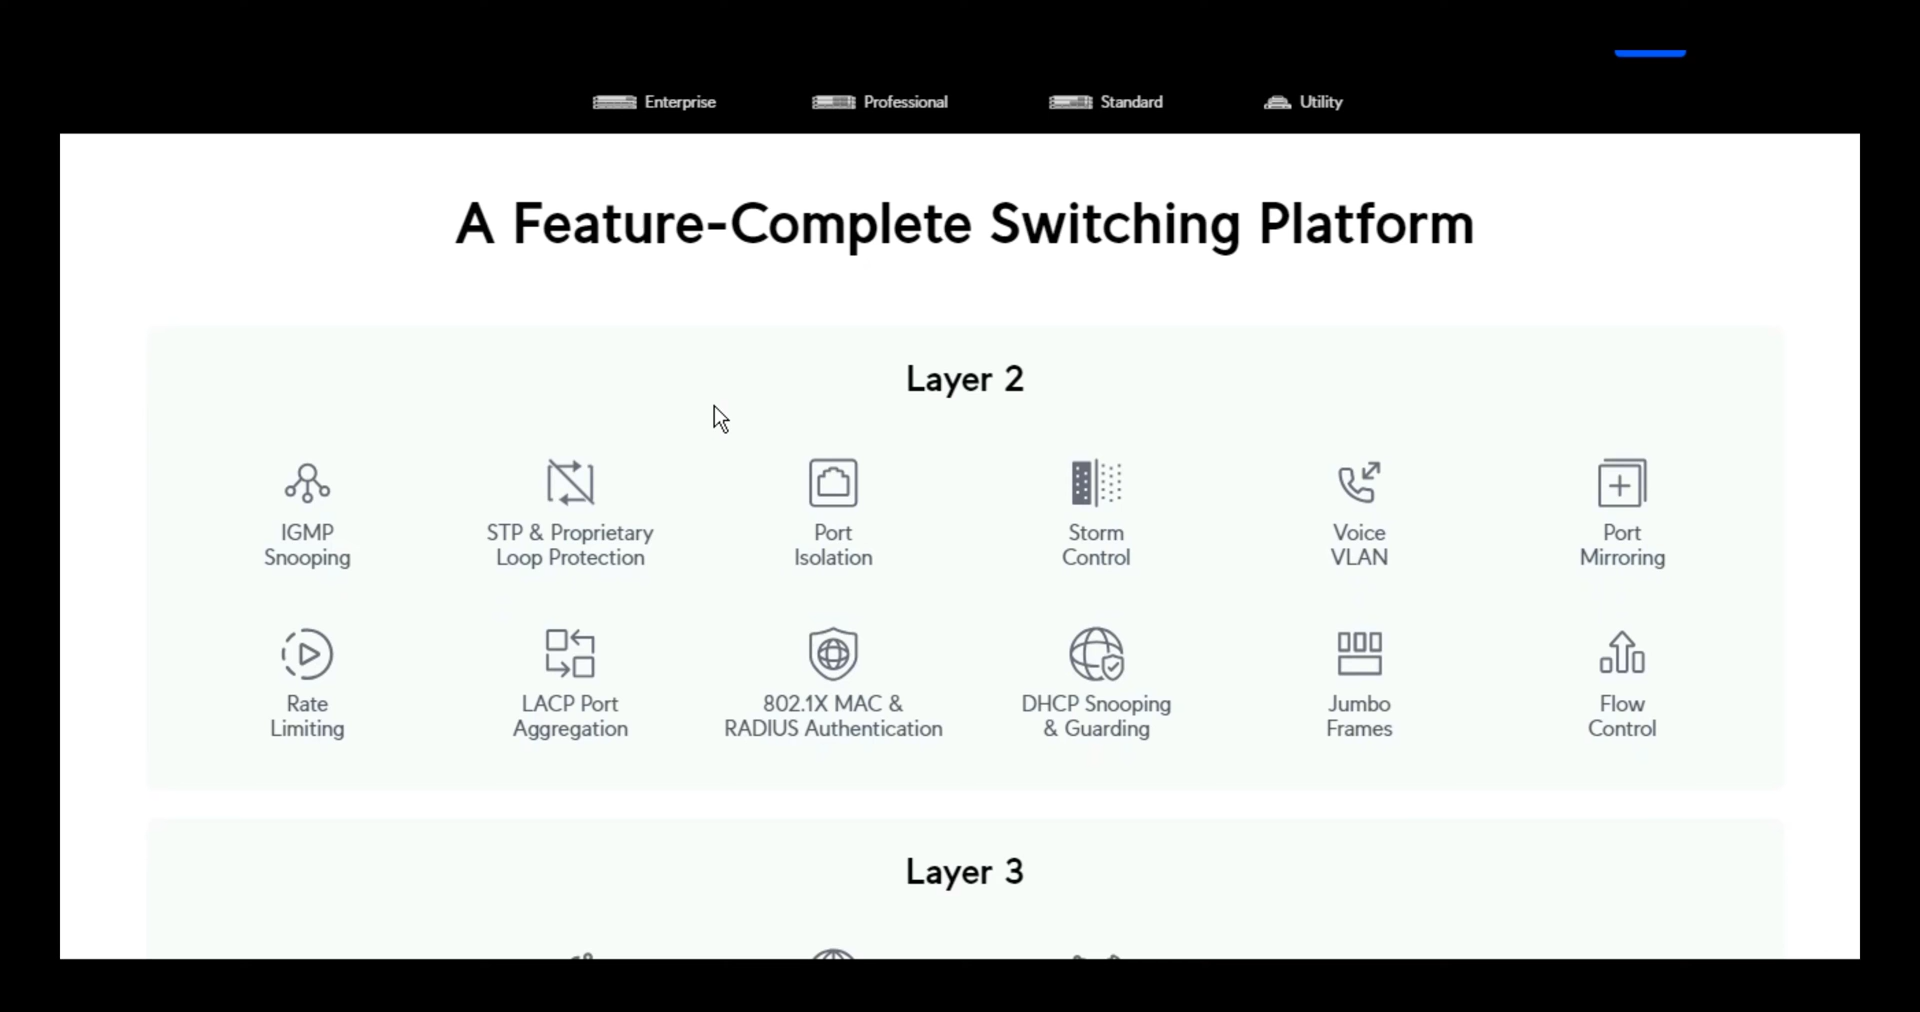 Enterprise Professional Standard Utility
A Feature-Complete Switching Platform
Layer 2
IGMP
Snooping
STP & Proprietary
Loop Protection
Port
Isolation
Storm
Control
Voice
VLAN
Port
Mirroring
Rate
Limiting
LACP Port
Aggregation
802.1X MAC &
RADIUS Authentication
DHCP Snooping
& Guarding
Jumbo
Frames
Flow
Control
Layer 3